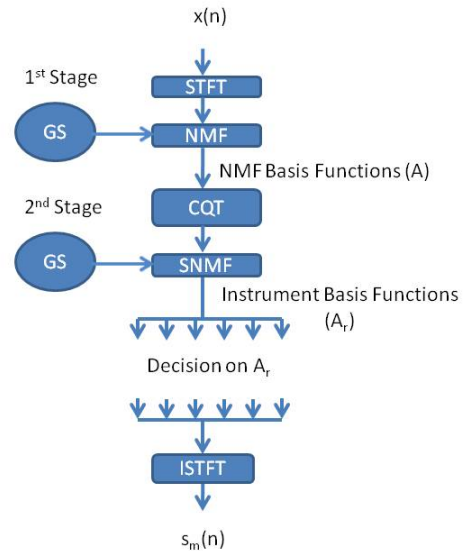 x(n)
1st Stage
STFT
GS
NMF
NMF Basis Functions (A)
2nd Stage
CQT
GS
SNMF
Instrument Basis Functions
(Ar)
Decision on Ar
ISTFT
sm(n)